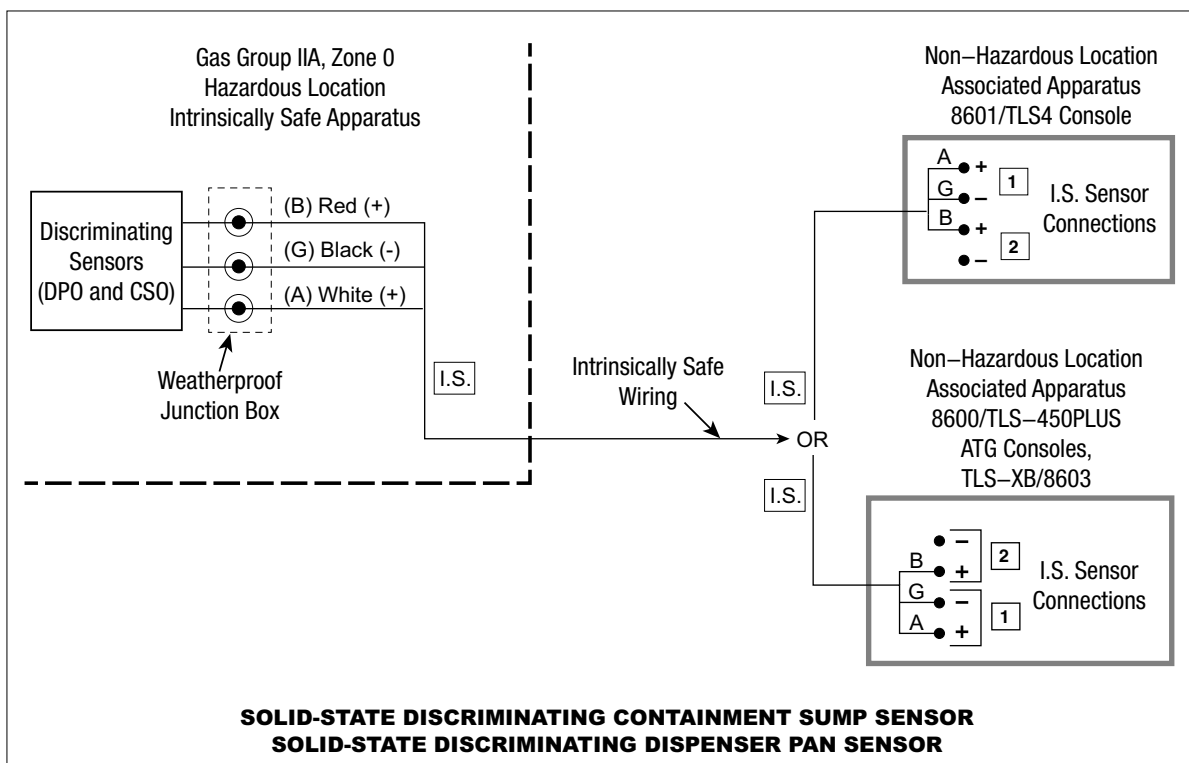 Gas Group IIA, Zone 0
Hazardous Location
Intrinsically Safe Apparatus
Discriminating
Sensors
(DPO and CSO)
(B) Red (+)
(G) Black (-)
(A) White (+)
Weatherproof
Junction Box
I.S.
Intrinsically Safe
Wiring
I.S.
OR
I.S.
Non–Hazardous Location
Associated Apparatus
8601/TLS4 Console
A +
G –
1
B +
–
2
I.S. Sensor
Connections
Non–Hazardous Location
Associated Apparatus
8600/TLS–450PLUS
ATG Consoles,
TLS–XB/8603
–
B +
2
G –
A +
1
I.S. Sensor
Connections
SOLID-STATE DISCRIMINATING CONTAINMENT SUMP SENSOR
SOLID-STATE DISCRIMINATING DISPENSER PAN SENSOR